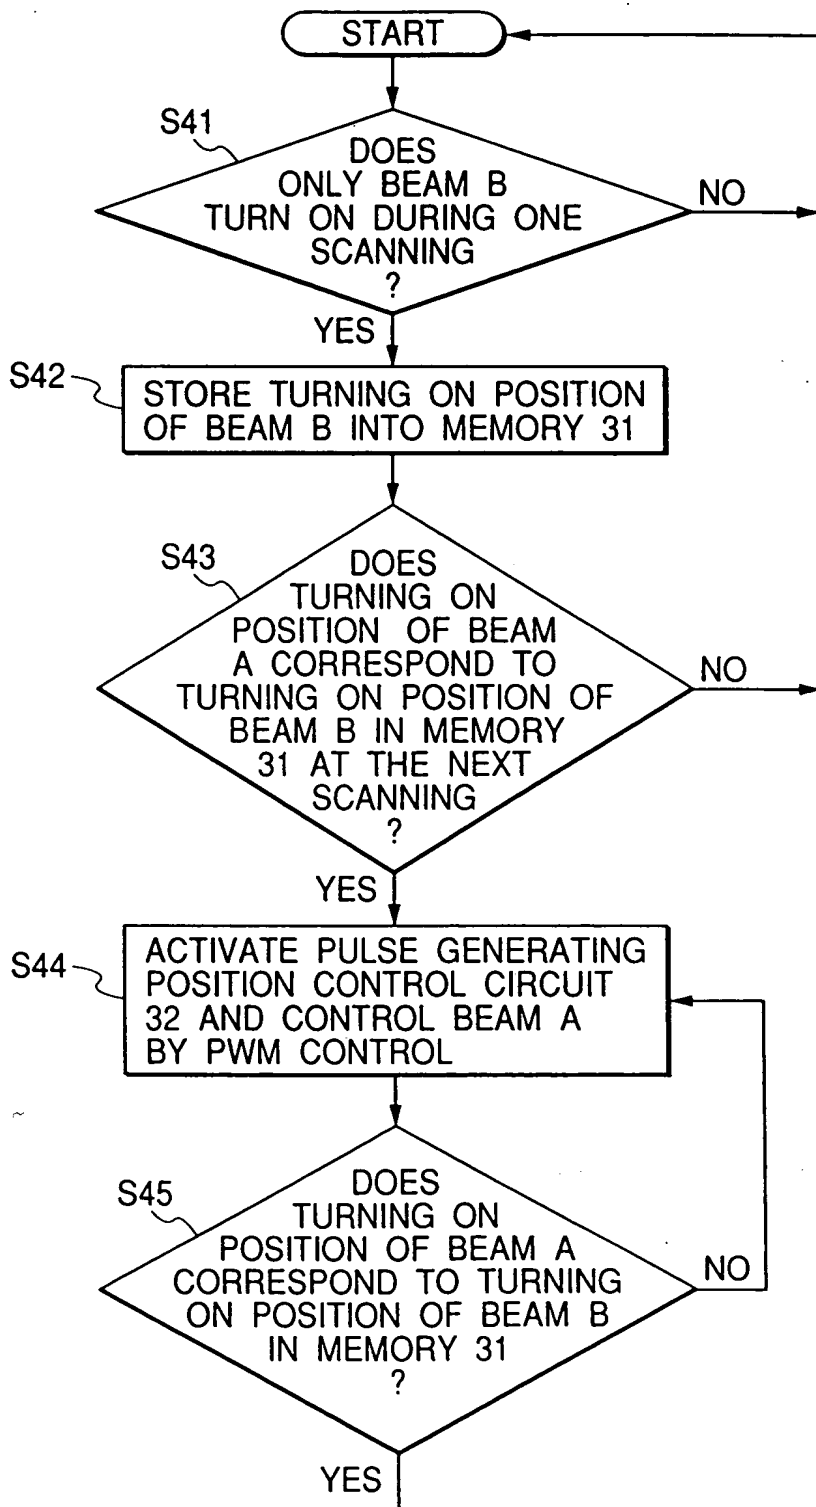 START
S41
DOES
ONLY BEAM B
TURN ON DURING ONE
SCANNING
?
NO
YES
S42
STORE TURNING ON POSITION
OF BEAM B INTO MEMORY 31
S43
DOES
TURNING ON
POSITION OF BEAM
A CORRESPOND TO
TURNING ON POSITION OF
BEAM B IN MEMORY
31 AT THE NEXT
SCANNING
?
NO
YES
S44
ACTIVATE PULSE GENERATING
POSITION CONTROL CIRCUIT
32 AND CONTROL BEAM A
BY PWM CONTROL
S45
DOES
TURNING ON
POSITION OF BEAM A
CORRESPOND TO TURNING
ON POSITION OF BEAM B
IN MEMORY 31
?
NO
YES